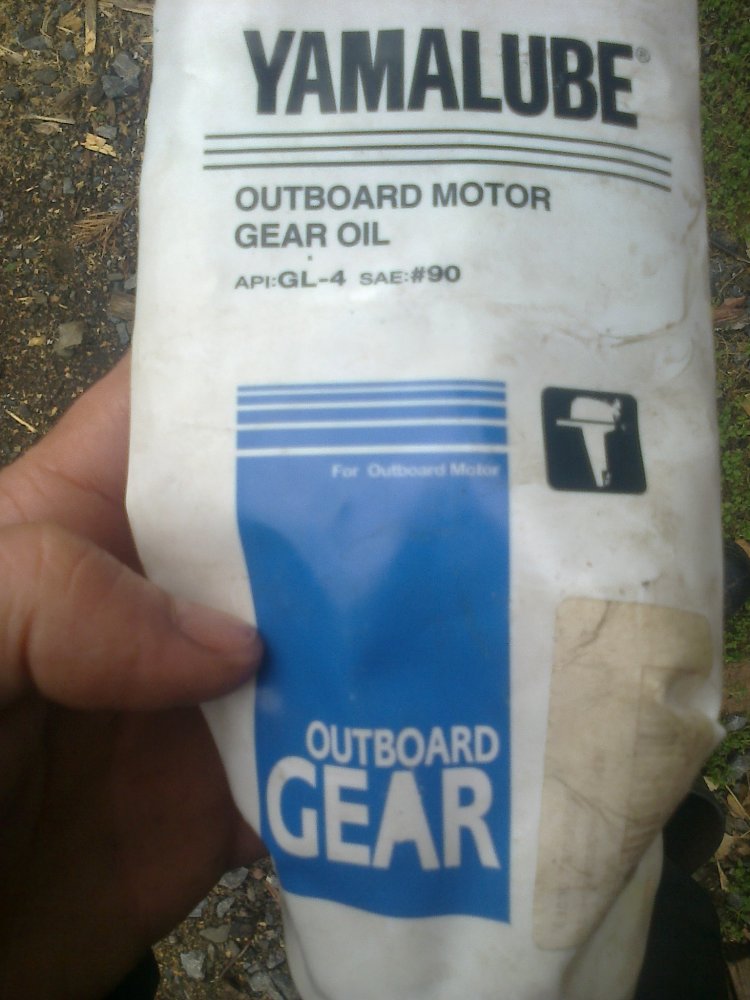 YAMALUBE®
OUTBOARD MOTOR
GEAR OIL
API:GL-4 SAE:#90
For Outboard Motor
OUTBOARD
GEAR